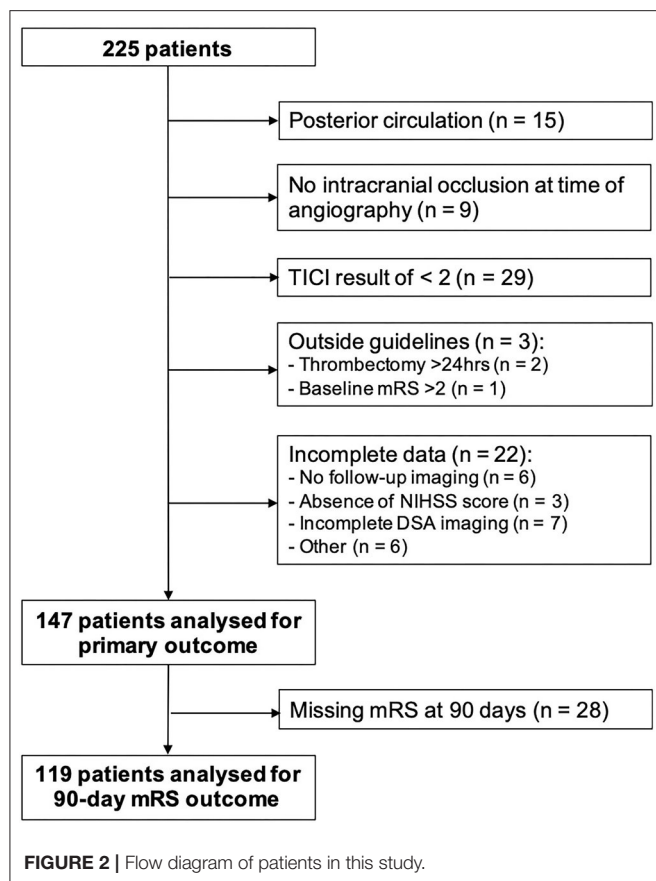 225 patients
Posterior circulation (n = 15)
No intracranial occlusion at time of
angiography (n = 9)
TICI result of < 2 (n = 29)
Outside guidelines (n = 3):
- Thrombectomy >24hrs (n = 2)
- Baseline mRS >2 (n = 1)
Incomplete data (n = 22):
- No follow-up imaging (n = 6)
- Absence of NIHSS score (n = 3)
- Incomplete DSA imaging (n = 7)
- Other (n = 6)
147 patients analysed for
primary outcome
Missing mRS at 90 days (n = 28)
119 patients analysed for
90-day mRS outcome
FIGURE 2 | Flow diagram of patients in this study.